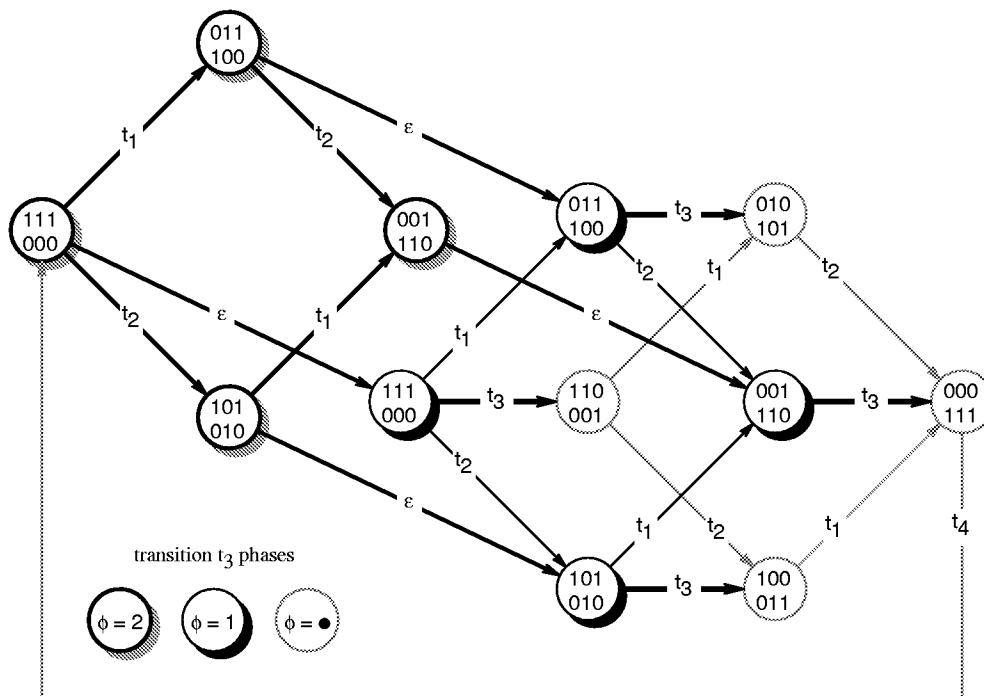 011
100
t1
t2
ε
111
000
001
110
011
100
t3
010
101
t2
ε
t1
t1
t2
ε
t1
t2
101
010
111
000
t3
110
001
001
110
t3
000
111
t2
ε
t1
t2
t1
t4
transition t3 phases
101
010
t3
100
011
ϕ = 2
ϕ = 1
ϕ = ●